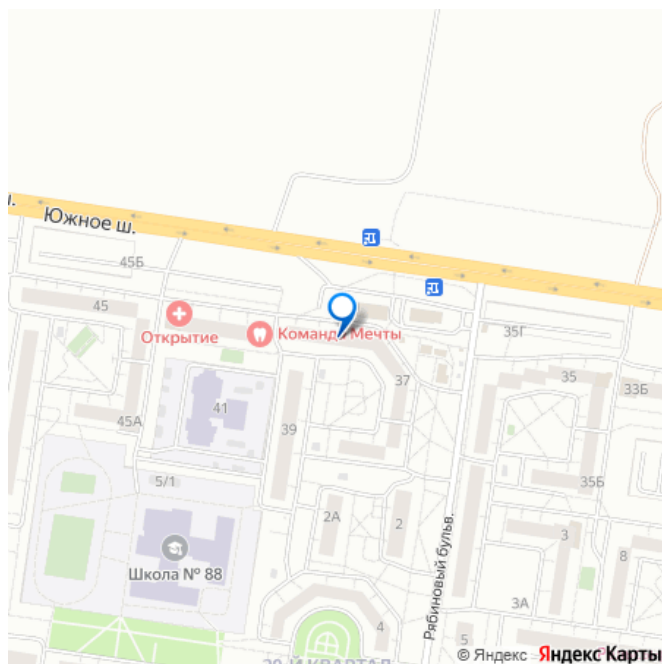 Южное ш.
45Б
45
Открытие
Команда Мечты
35Г
37
35
33Б
41
45А
39
5/1
35Б
2А
2
3
8
Школа № 88
Рябиновый бульв.
3А
4
5
© Яндекс Яндекс Карты